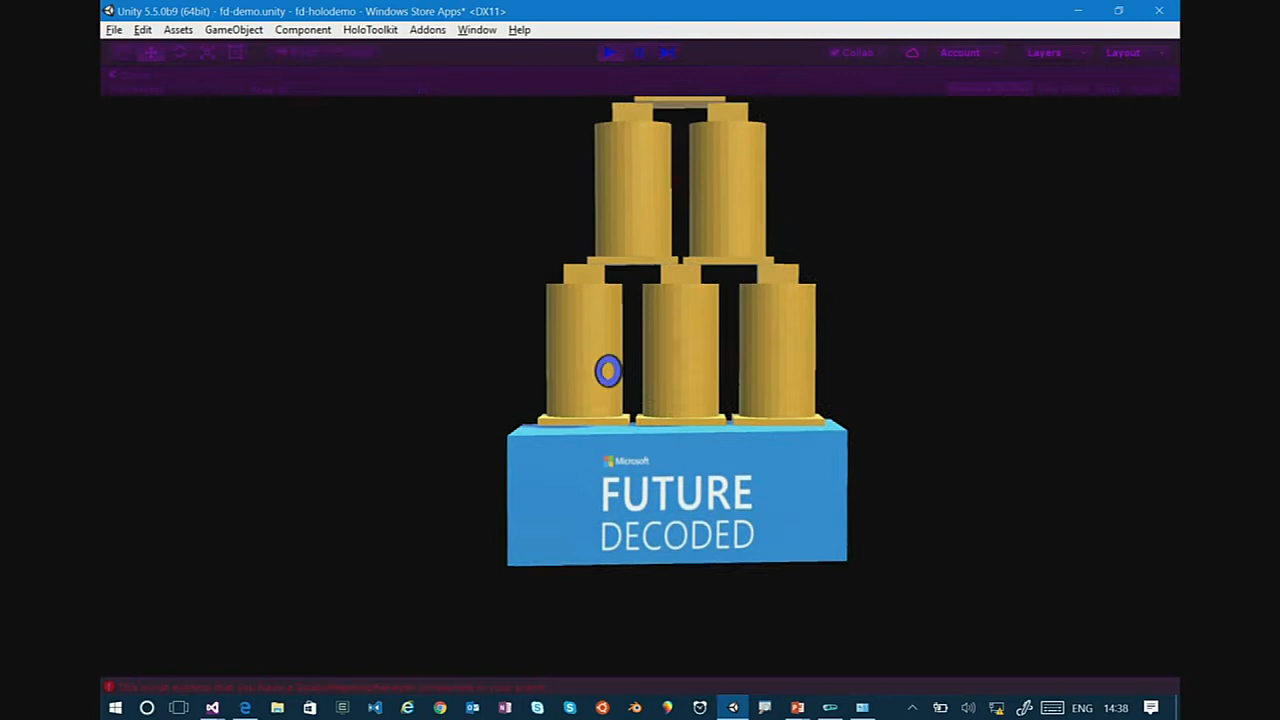 Unity 5.5.0b9 (64bit) - fd-demo.unity - fd-holodemo - Windows Store Apps* <DX11>
File Edit Assets GameObject Component HoloToolkit Addons Window Help
Collab Account Layers Layout
Microsoft
FUTURE
DECODED
ENG 14:38